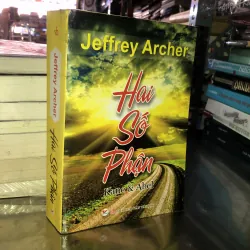 Jeffrey Archer
Hai
Số
Phận
Kane & Abel
Jeffrey Archer
Hai Số Phận